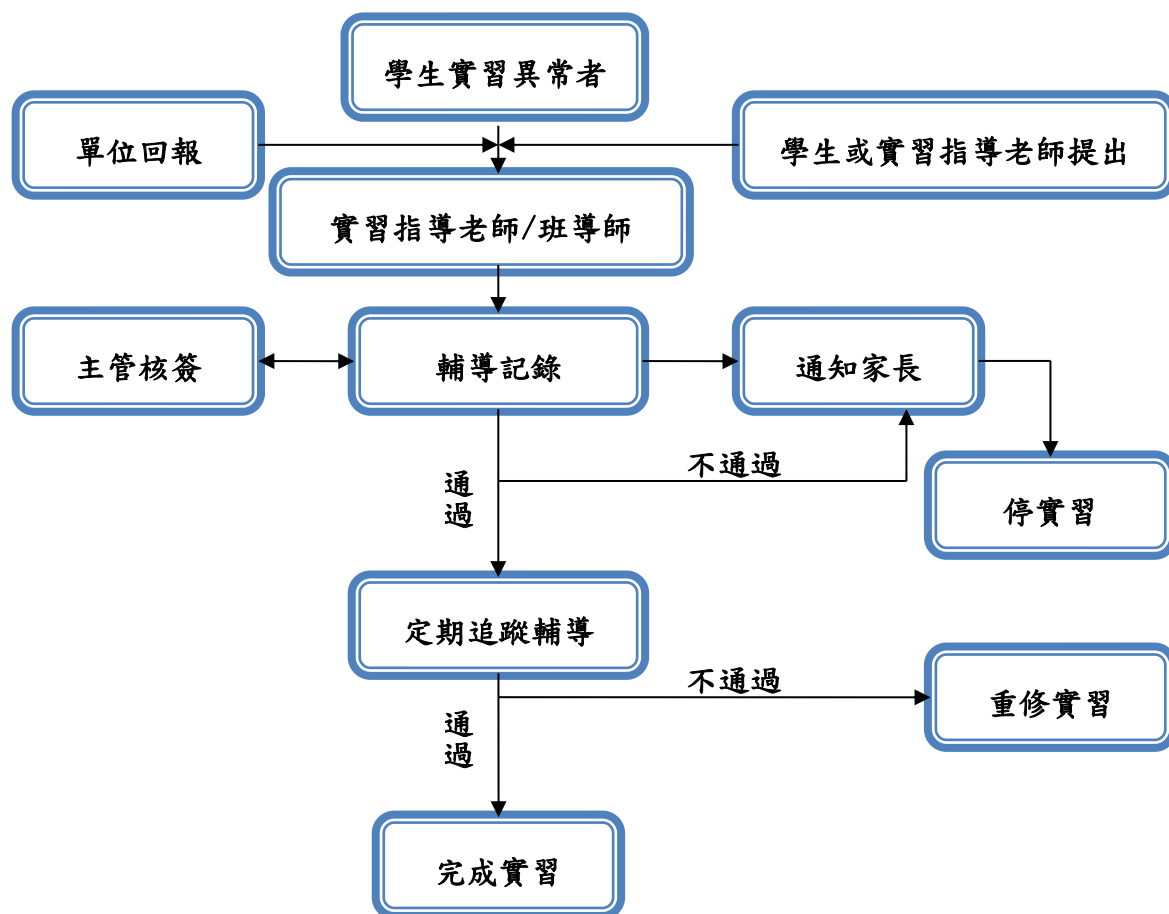 學生實習異常者
單位回報
學生或實習指導老師提出
實習指導老師/班導師
主管核簽
輔導記錄
通知家長
不通過
通過
停實習
定期追蹤輔導
不通過
重修實習
通過
完成實習